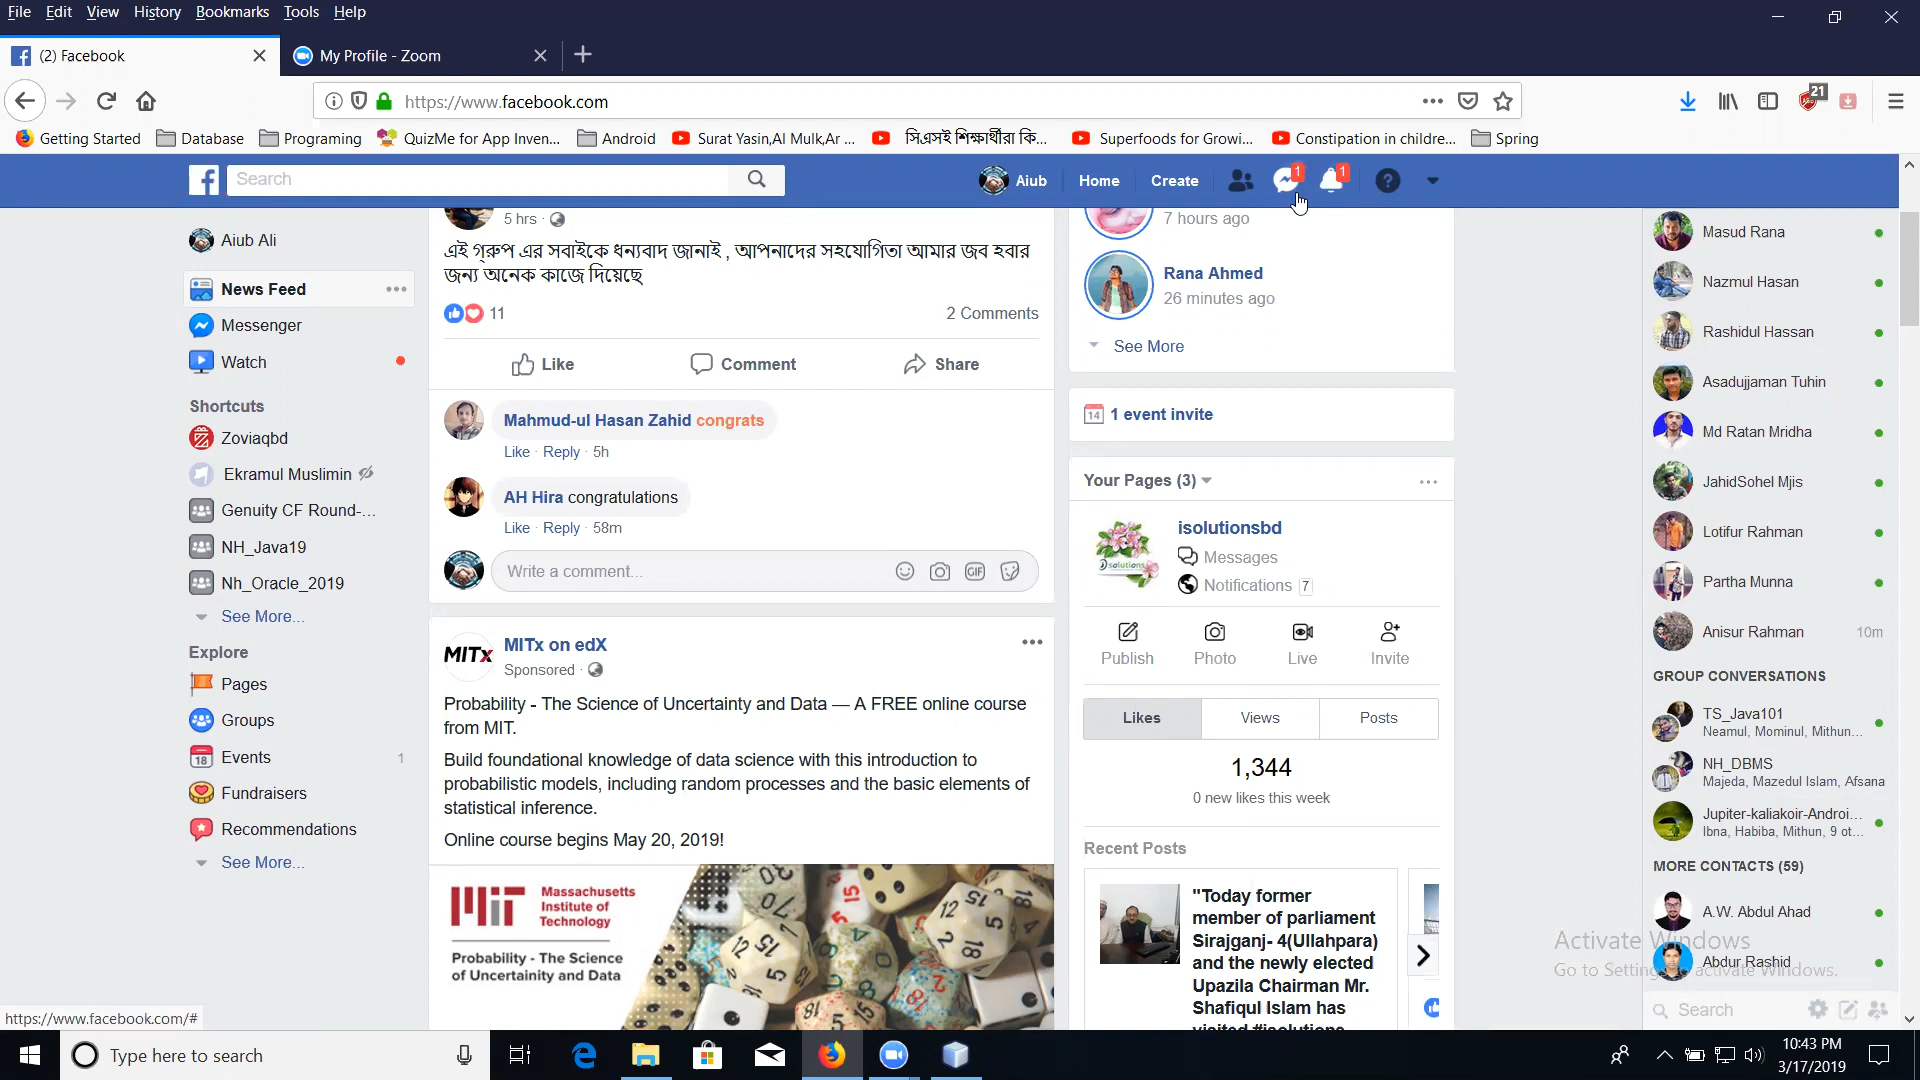 File Edit View History Bookmarks Tools Help
(2) Facebook
My Profile - Zoom
https://www.facebook.com
21
Getting Started Database Programing QuizMe for App Inven... Android Surat Yasin,Al Mulk,Ar ... সিএসই শিক্ষার্থীরা কি... Superfoods for Growi... Constipation in childre... Spring
Search
Aiub Home Create 1 1
Aiub Ali
News Feed
Messenger
Watch
Shortcuts
Zoviaqbd
Ekramul Muslimin
Genuity CF Round-...
NH_Java19
Nh_Oracle_2019
See More...
Explore
Pages
Groups
18 Events 1
Fundraisers
Recommendations
See More...
https://www.facebook.com/#
5 hrs ·
এই গ্রুপ এর সবাইকে ধন্যবাদ জানাই , আপনাদের সহযোগিতা আমার জব হবার
জন্য অনেক কাজে দিয়েছে
11
2 Comments
Like Comment Share
Mahmud-ul Hasan Zahid congrats
Like · Reply · 5h
AH Hira congratulations
Like · Reply · 58m
Write a comment...
GIF
MITx on edX
MITx
Sponsored ·
Probability - The Science of Uncertainty and Data — A FREE online course
from MIT.
Build foundational knowledge of data science with this introduction to
probabilistic models, including random processes and the basic elements of
statistical inference.
Online course begins May 20, 2019!
MIT
Massachusetts
Institute of
Technology
Probability - The Science
of Uncertainity and Data
7 hours ago
Rana Ahmed
26 minutes ago
See More
14 1 event invite
Your Pages (3)
isolutionsbd
solutions
Messages
Notifications 7
Publish Photo Live Invite
Likes Views Posts
1,344
0 new likes this week
Recent Posts
"Today former
member of parliament
Sirajganj- 4(Ullahpara)
and the newly elected
Upazila Chairman Mr.
Shafiqul Islam has
visited #isolutions
Masud Rana
Nazmul Hasan
Rashidul Hassan
Asadujjaman Tuhin
Md Ratan Mridha
JahidSohel Mjis
Lotifur Rahman
Partha Munna
Anisur Rahman 10m
GROUP CONVERSATIONS
TS_Java101
Neamul, Mominul, Mithun...
NH_DBMS
Majeda, Mazedul Islam, Afsana
Jupiter-kaliakoir-Androi...
Ibna, Habiba, Mithun, 9 ot...
MORE CONTACTS (59)
A.W. Abdul Ahad
Abdur Rashid
Activate Windows
Go to Settings to activate Windows.
Search
Type here to search
10:43 PM
3/17/2019